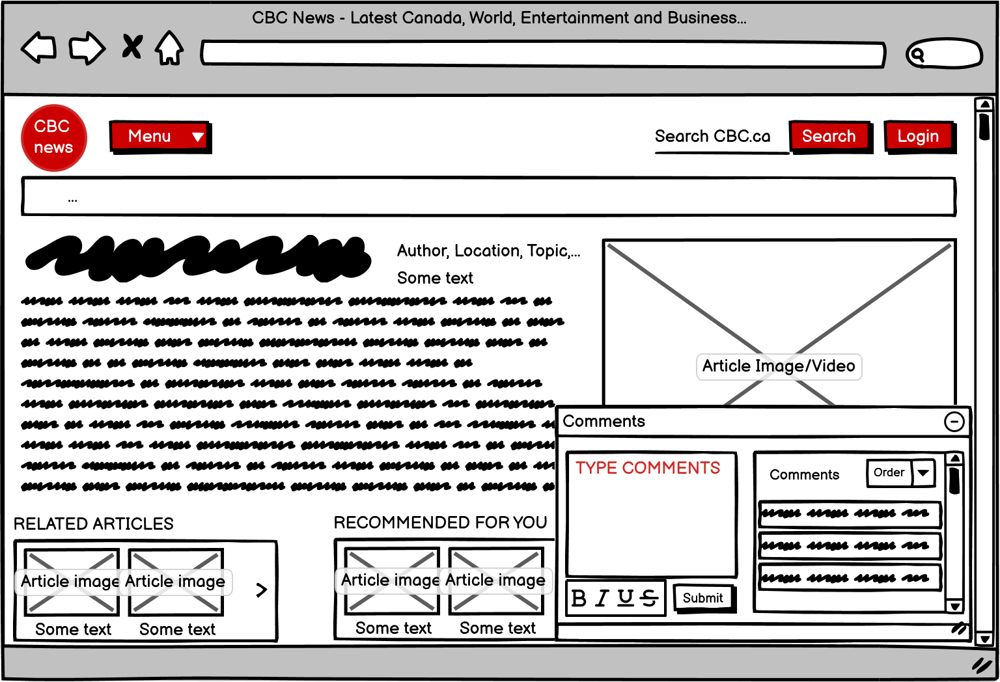 CBC News - Latest Canada, World, Entertainment and Business...
CBC
news
Menu
Search CBC.ca
Search
Login
...
Author, Location, Topic,...
Some text
Article Image/Video
Comments
TYPE COMMENTS
Comments
Order
B I U S
Submit
RELATED ARTICLES
Article image
Article image
Some text
Some text
RECOMMENDED FOR YOU
Article image
Article image
Some text
Some text